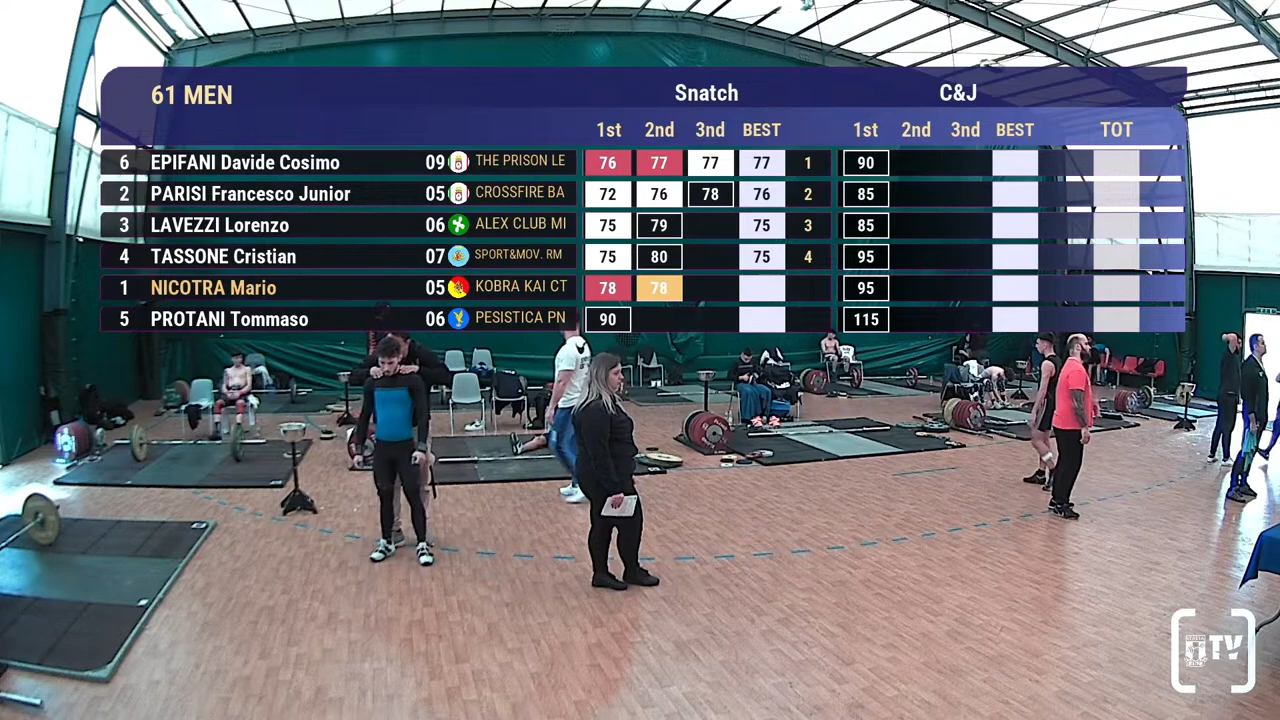 61 MEN Snatch C&J
1st 2nd 3rd BEST 1st 2nd 3rd BEST TOT
6 EPIFANI Davide Cosimo 09 THE PRISON LE 76 77 77 77 1 90
2 PARISI Francesco Junior 05 CROSSFIRE BA 72 76 78 76 2 85
3 LAVEZZI Lorenzo 06 ALEX CLUB MI 75 79 75 3 85
4 TASSONE Cristian 07 SPORT&MOV. RM 75 80 75 4 95
1 NICOTRA Mario 05 KOBRA KAI CT 78 78 95
5 PROTANI Tommaso 06 PESISTICA PN 90 115
TV